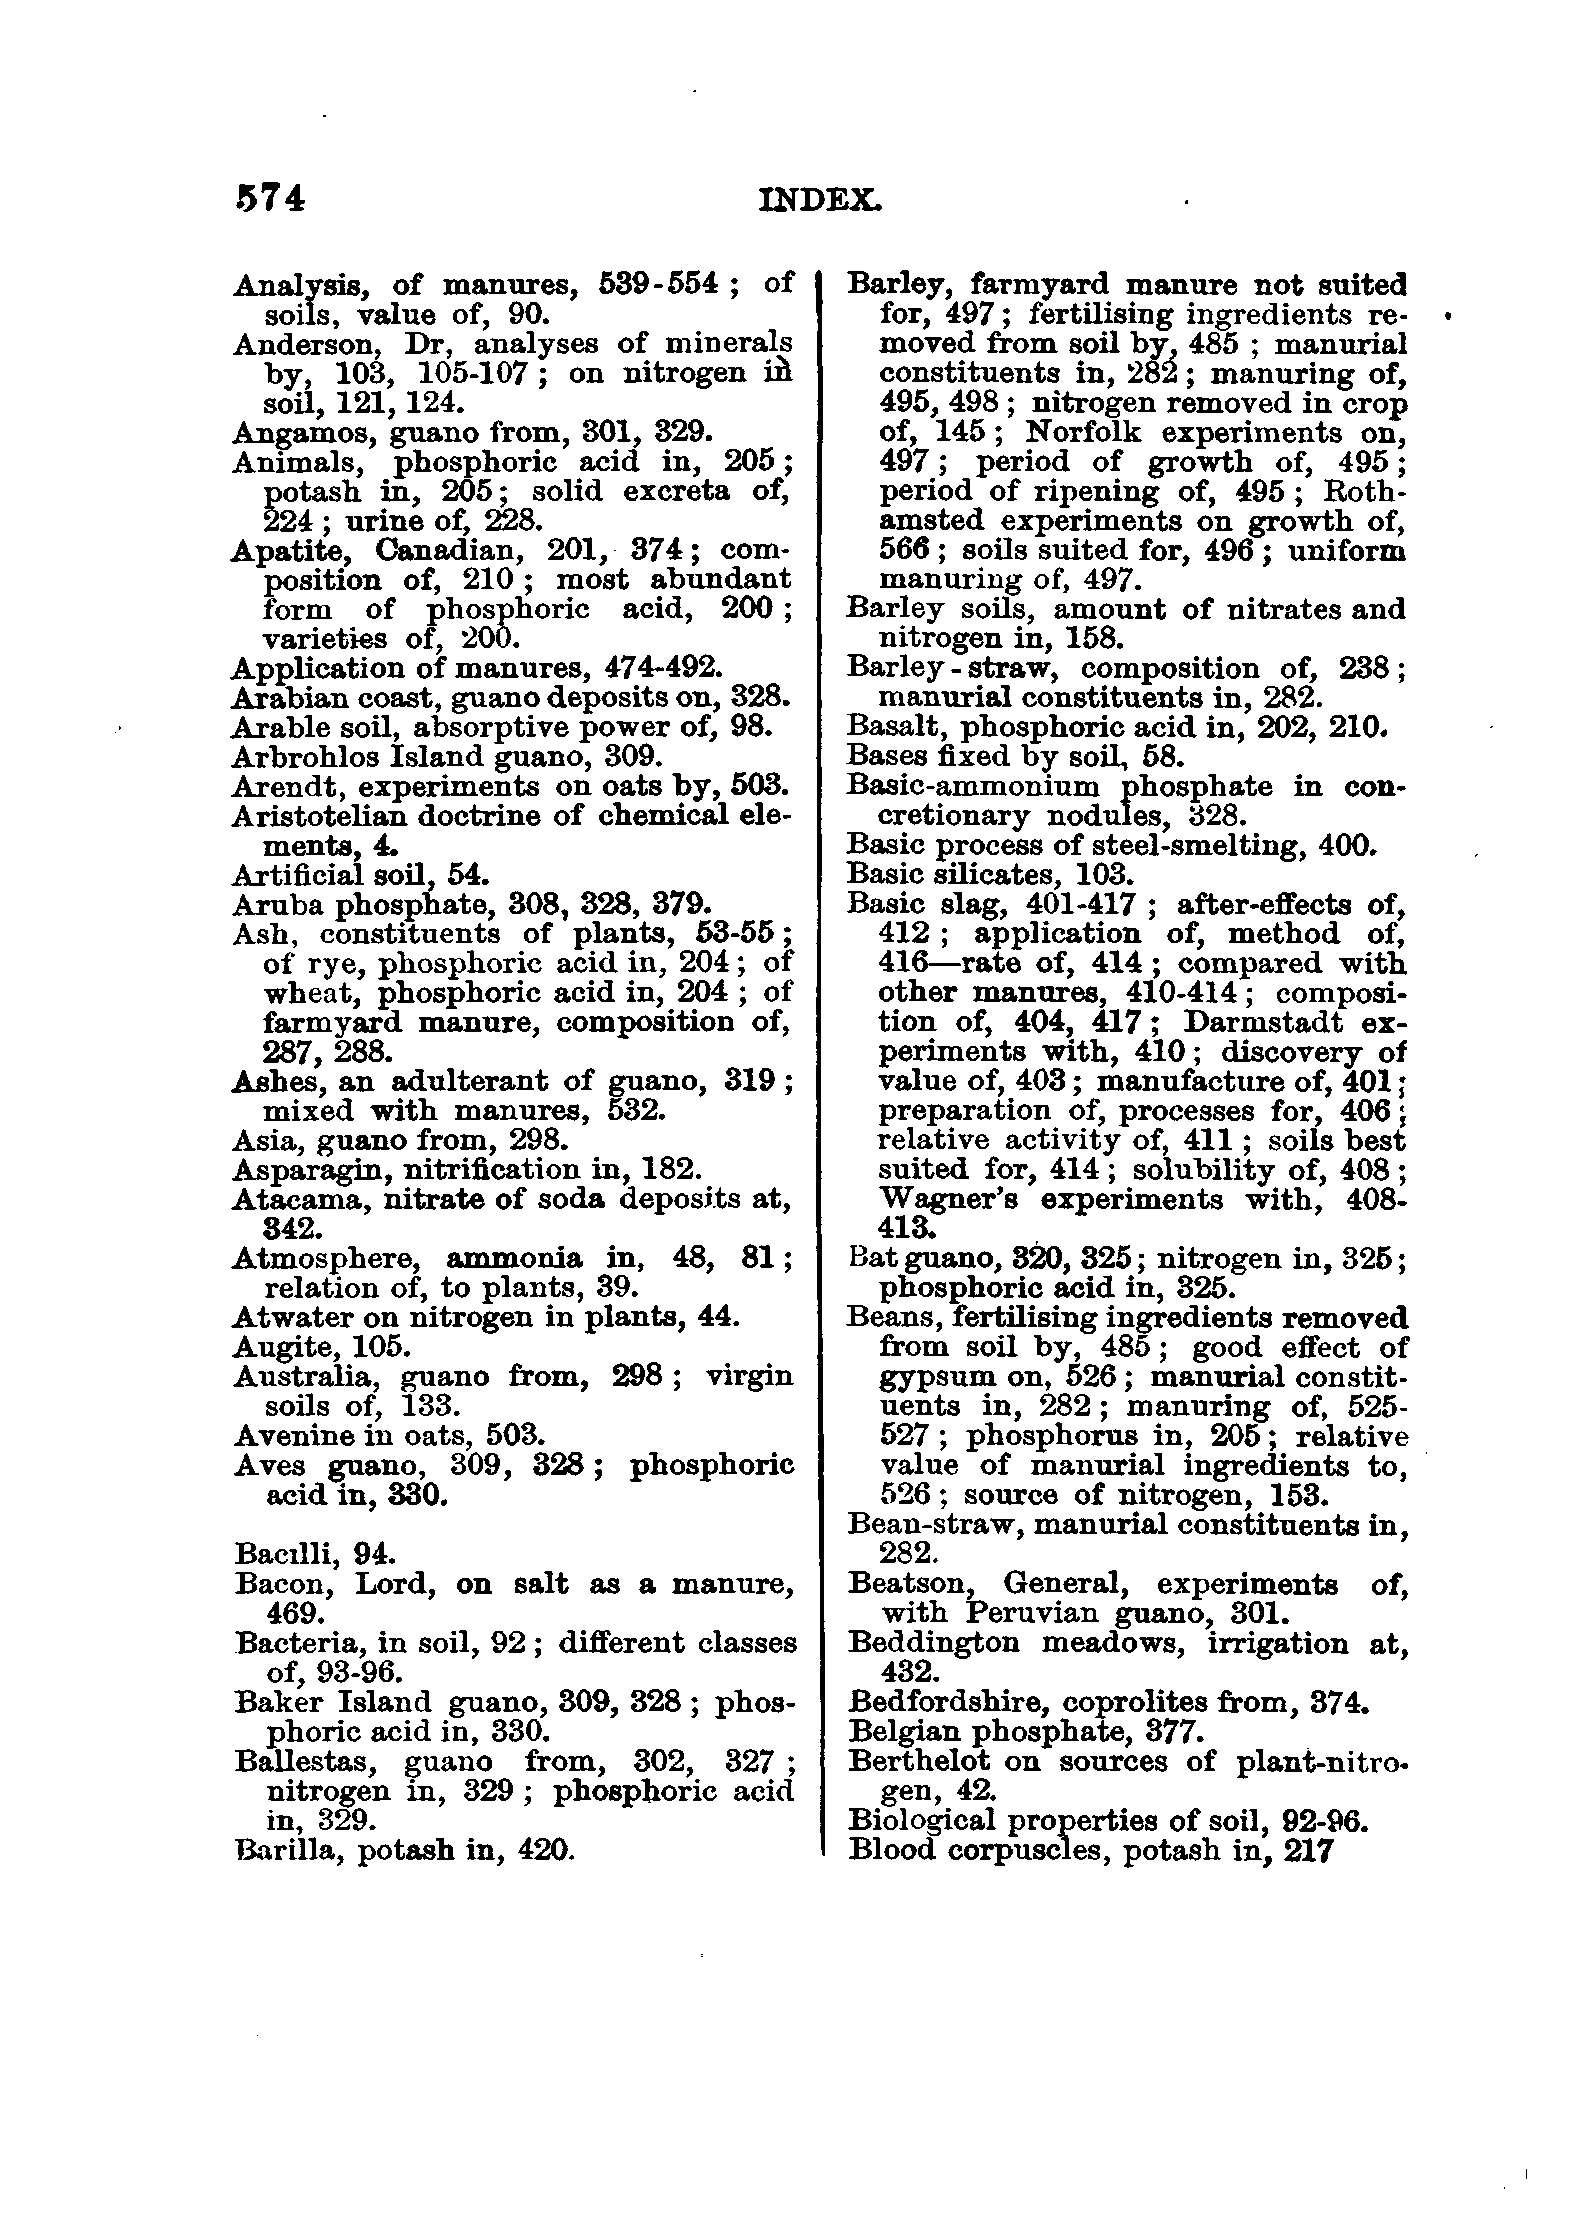 574
INDEX.
Analysis, of manures, 539-554 ; of
soils, value of, 90.
Anderson, Dr, analyses of minerals
by, 103, 105-107 ; on nitrogen in
soil, 121, 124.
Angamos, guano from, 301, 329.
Animals, phosphoric acid in, 205 ;
potash in, 205 ; solid excreta of,
224 ; urine of, 228.
Apatite, Canadian, 201, 374 ; com-
position of, 210 ; most abundant
form of phosphoric acid, 200 ;
varieties of, 200.
Application of manures, 474-492.
Arabian coast, guano deposits on, 328.
Arable soil, absorptive power of, 98.
Arbrohlos Island guano, 309.
Arendt, experiments on oats by, 503.
Aristotelian doctrine of chemical ele-
ments, 4.
Artificial soil, 54.
Aruba phosphate, 308, 328, 379.
Ash, constituents of plants, 53-55 ;
of rye, phosphoric acid in, 204 ; of
wheat, phosphoric acid in, 204 ; of
farmyard manure, composition of,
287, 288.
Ashes, an adulterant of guano, 319 ;
mixed with manures, 532.
Asia, guano from, 298.
Asparagin, nitrification in, 182.
Atacama, nitrate of soda deposits at,
342.
Atmosphere, ammonia in, 48, 81 ;
relation of, to plants, 39.
Atwater on nitrogen in plants, 44.
Augite, 105.
Australia, guano from, 298 ; virgin
soils of, 133.
Avenine in oats, 503.
Aves guano, 309, 328 ; phosphoric
acid in, 330.
Bacilli, 94.
Bacon, Lord, on salt as a manure,
469.
Bacteria, in soil, 92 ; different classes
of, 93-96.
Baker Island guano, 309, 328 ; phos-
phoric acid in, 330.
Ballestas, guano from, 302, 327 ;
nitrogen in, 329 ; phosphoric acid
in, 329.
Barilla, potash in, 420.
Barley, farmyard manure not suited
for, 497 ; fertilising ingredients re-
moved from soil by, 485 ; manurial
constituents in, 282 ; manuring of,
495, 498 ; nitrogen removed in crop
of, 145 ; Norfolk experiments on,
497 ; period of growth of, 495 ;
period of ripening of, 495 ; Roth-
amsted experiments on growth of,
566 ; soils suited for, 496 ; uniform
manuring of, 497.
Barley soils, amount of nitrates and
nitrogen in, 158.
Barley-straw, composition of, 238 ;
manurial constituents in, 282.
Basalt, phosphoric acid in, 202, 210.
Bases fixed by soil, 58.
Basic-ammonium phosphate in con-
cretionary nodules, 328.
Basic process of steel-smelting, 400.
Basic silicates, 103.
Basic slag, 401-417 ; after-effects of,
412 ; application of, method of,
416—rate of, 414 ; compared with
other manures, 410-414 ; composi-
tion of, 404, 417 ; Darmstadt ex-
periments with, 410 ; discovery of
value of, 403 ; manufacture of, 401 ;
preparation of, processes for, 406 ;
relative activity of, 411 ; soils best
suited for, 414 ; solubility of, 408 ;
Wagner's experiments with, 408-
413.
Bat guano, 320, 325 ; nitrogen in, 325 ;
phosphoric acid in, 325.
Beans, fertilising ingredients removed
from soil by, 485 ; good effect of
gypsum on, 526 ; manurial constit-
uents in, 282 ; manuring of, 525-
527 ; phosphorus in, 205 ; relative
value of manurial ingredients to,
526 ; source of nitrogen, 153.
Bean-straw, manurial constituents in,
282.
Beatson, General, experiments of,
with Peruvian guano, 301.
Beddington meadows, irrigation at,
432.
Bedfordshire, coprolites from, 374.
Belgian phosphate, 377.
Berthelot on sources of plant-nitro-
gen, 42.
Biological properties of soil, 92-96.
Blood corpuscles, potash in, 217